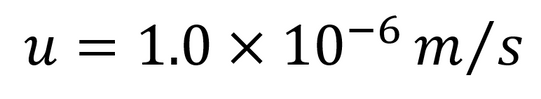 u = 1.0 × 10⁻⁶ m/s